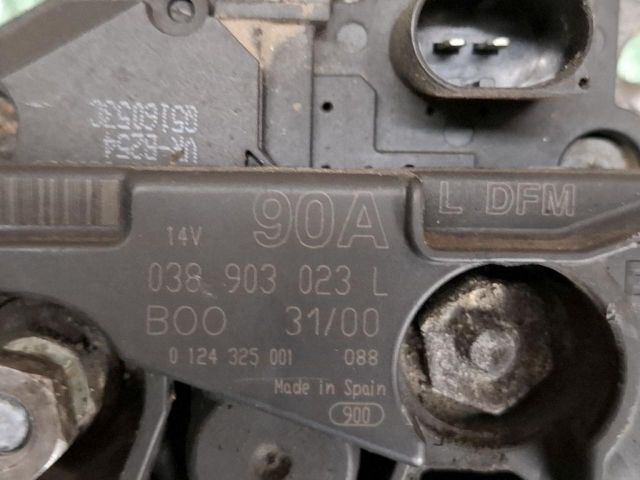 90A
L DFM
14V
038 903 023 L
BOO 31/00
0 124 325 001 088
Made in Spain
900